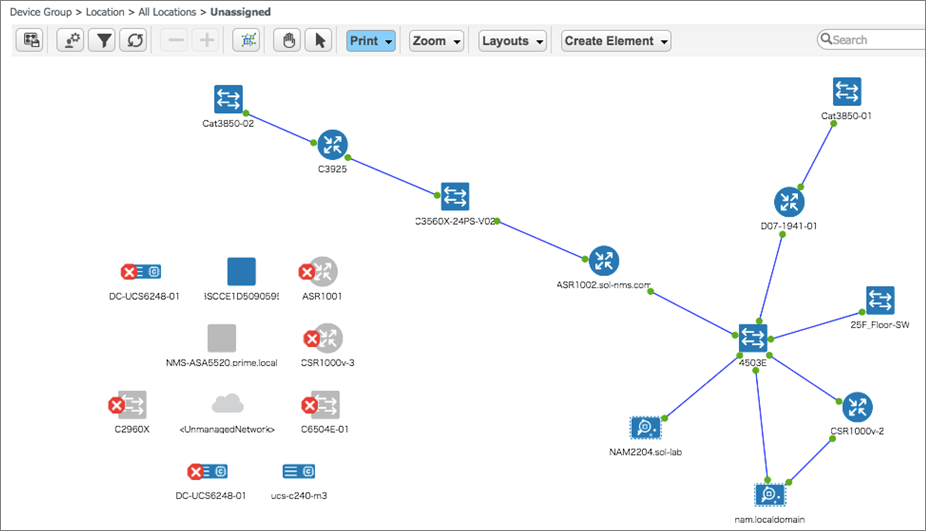 Device Group > Location > All Locations > Unassigned
Print Zoom Layouts Create Element Search
Cat3850-02
Cat3850-01
C3925
C3560X-24PS-V02
D07-1941-01
ASR1002.sol-nms.com
DC-UCS6248-01 ISCCE1D5090595 ASR1001
25F_Floor-SW
NMS-ASA5520.prime.local CSR1000v-3
4503E
C2960X <UnmanagedNetwork> C6504E-01
CSR1000v-2
NAM2204.sol-lab
DC-UCS6248-01 ucs-c240-m3
nam.localdomain